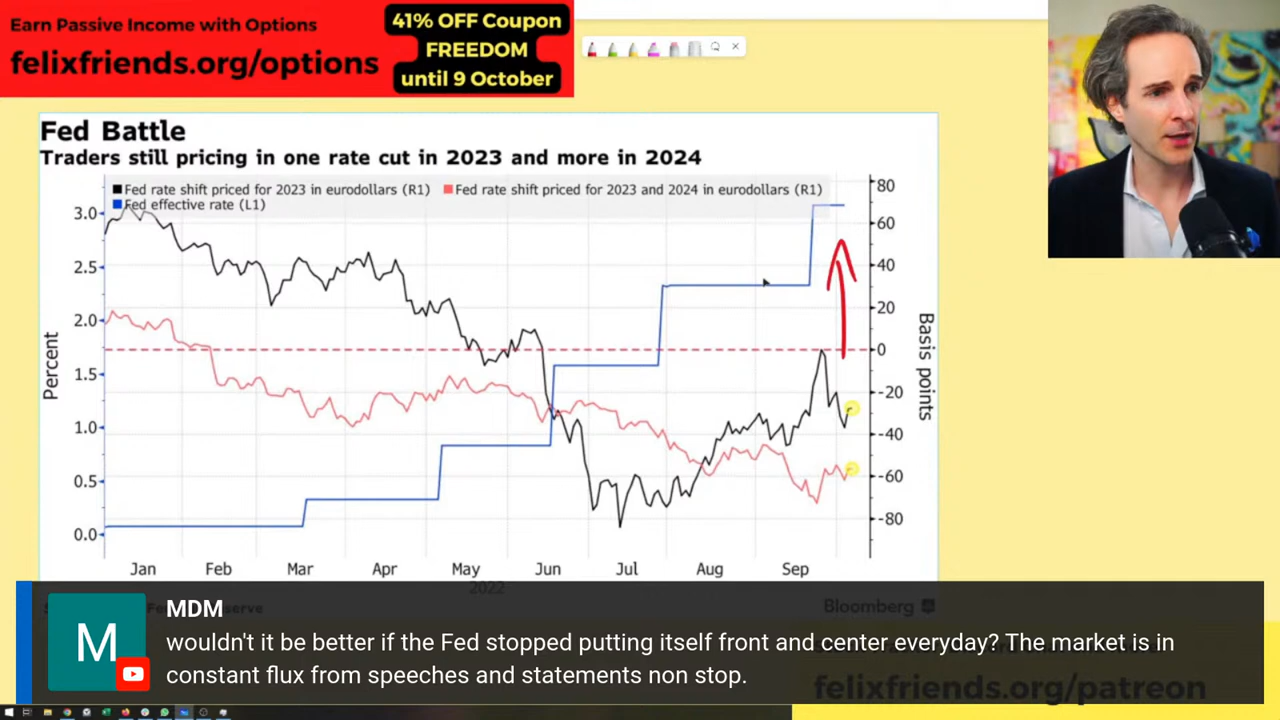 Earn Passive Income with Options
felixfriends.org/options
41% OFF Coupon
FREEDOM
until 9 October
Fed Battle
Traders still pricing in one rate cut in 2023 and more in 2024
Fed rate shift priced for 2023 in eurodollars (R1)
Fed rate shift priced for 2023 and 2024 in eurodollars (R1)
Fed effective rate (L1)
Percent
3.0
2.5
2.0
1.5
1.0
0.5
0.0
80
60
40
20
0
-20
-40
-60
-80
Basis points
Jan Feb Mar Apr May Jun Jul Aug Sep
2022
Bloomberg
M
MDM
wouldn't it be better if the Fed stopped putting itself front and center everyday? The market is in
constant flux from speeches and statements non stop.
felixfriends.org/patreon